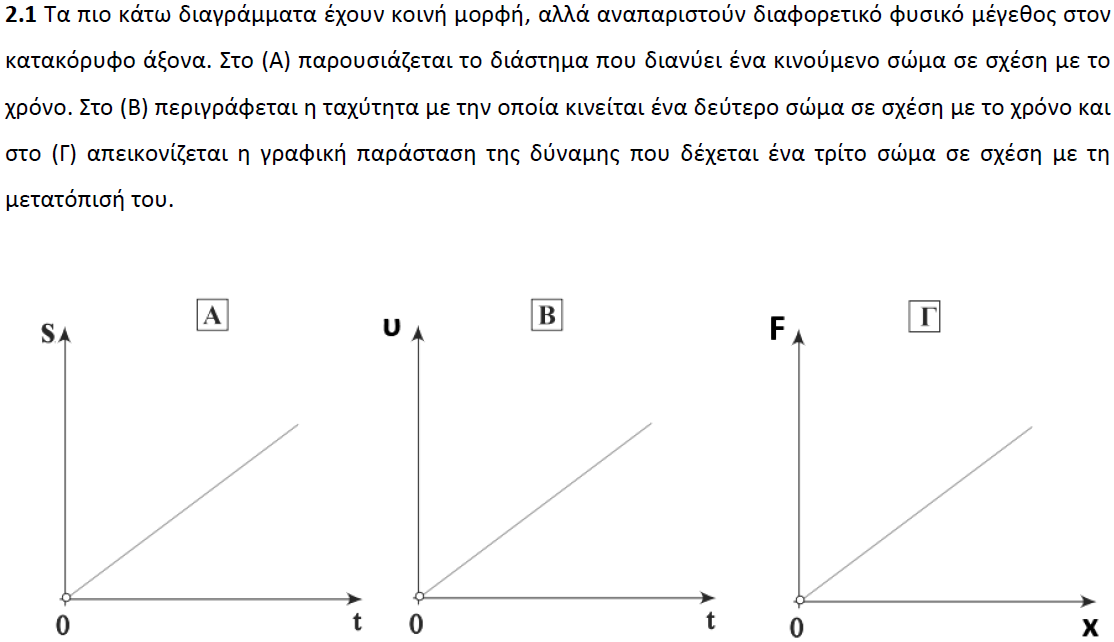 2.1 Τα πιο κάτω διαγράμματα έχουν κοινή μορφή, αλλά αναπαριστούν διαφορετικό φυσικό μέγεθος στον
κατακόρυφο άξονα. Στο (Α) παρουσιάζεται το διάστημα που διανύει ένα κινούμενο σώμα σε σχέση με το
χρόνο. Στο (Β) περιγράφεται η ταχύτητα με την οποία κινείται ένα δεύτερο σώμα σε σχέση με το χρόνο και
στο (Γ) απεικονίζεται η γραφική παράσταση της δύναμης που δέχεται ένα τρίτο σώμα σε σχέση με τη
μετατόπισή του.
S A υ B F Γ
0 t 0 t 0 x